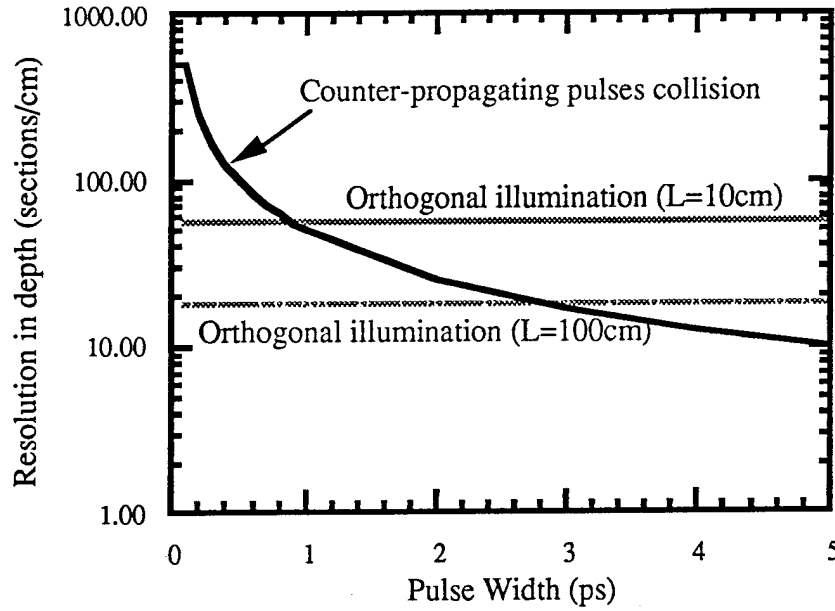 1000.00
Counter-propagating pulses collision
100.00
Orthogonal illumination (L=10cm)
Orthogonal illumination (L=100cm)
10.00
1.00
Resolution in depth (sections/cm)
0 1 2 3 4 5
Pulse Width (ps)